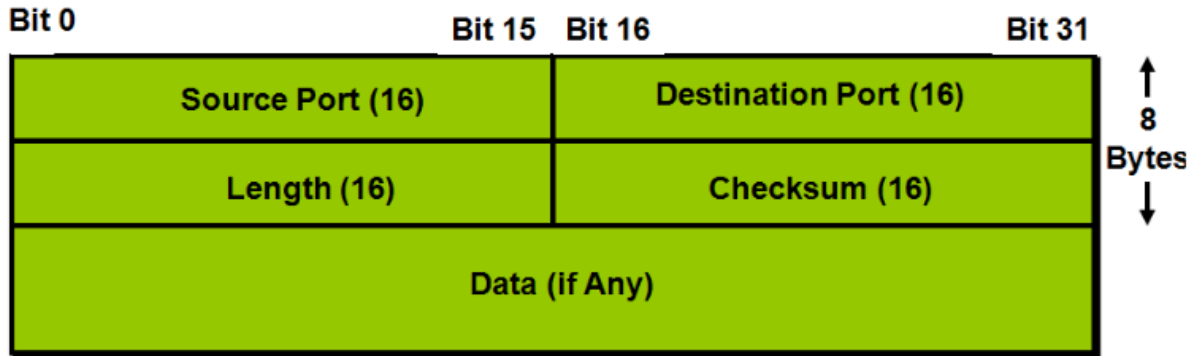 Bit 0 Bit 15 Bit 16 Bit 31
Source Port (16) Destination Port (16)
8
Bytes
Length (16) Checksum (16)
Data (if Any)